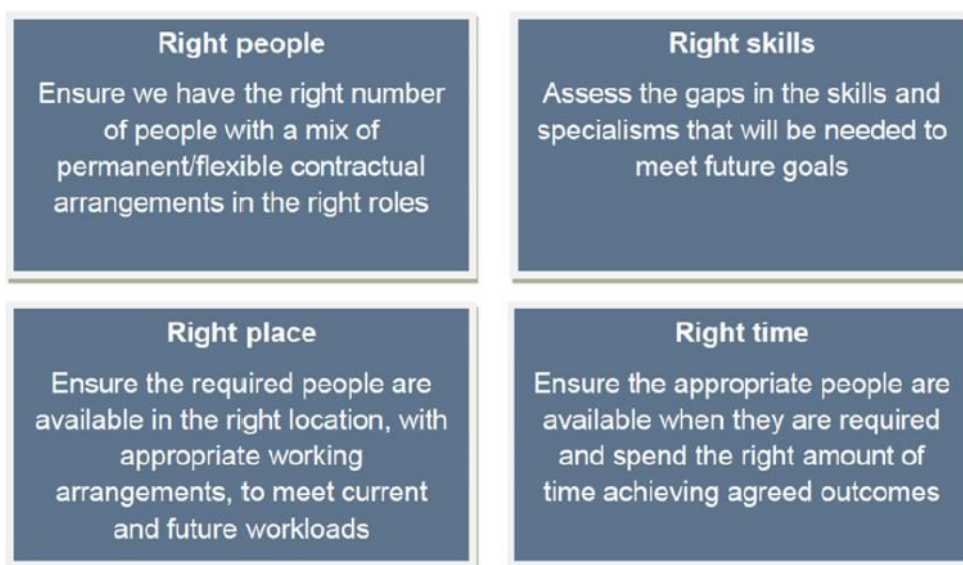 Right people
Ensure we have the right number
of people with a mix of
permanent/flexible contractual
arrangements in the right roles
Right skills
Assess the gaps in the skills and
specialisms that will be needed to
meet future goals
Right place
Ensure the required people are
available in the right location, with
appropriate working
arrangements, to meet current
and future workloads
Right time
Ensure the appropriate people are
available when they are required
and spend the right amount of
time achieving agreed outcomes